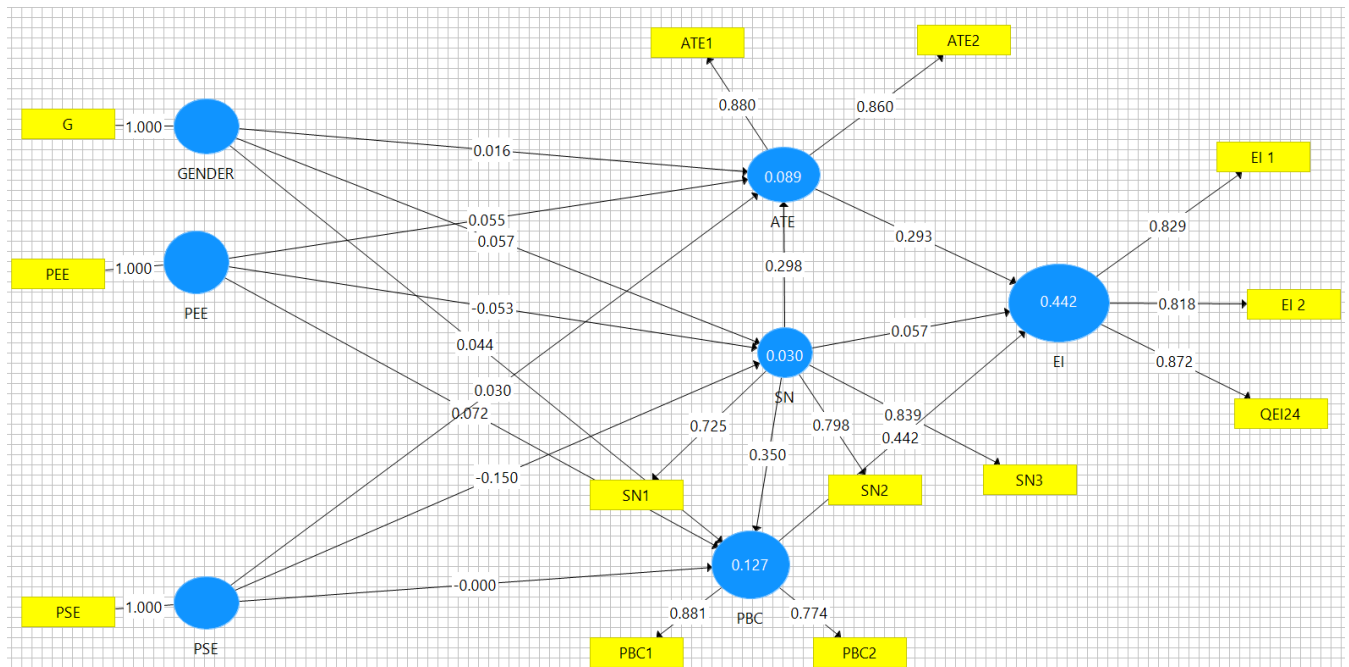 ATE1
ATE2
0.880
0.860
G
1.000
GENDER
0.016
0.089
ATE
EI 1
0.829
PEE
1.000
PEE
0.055
0.057
0.293
0.298
-0.053
0.442
EI
0.818
EI 2
0.057
0.044
0.030
SN
0.872
QEI24
0.030
0.072
0.725
0.798
0.839
0.442
0.350
-0.150
SN1
SN2
SN3
0.127
PBC
-0.000
PSE
1.000
PSE
0.881
0.774
PBC1
PBC2